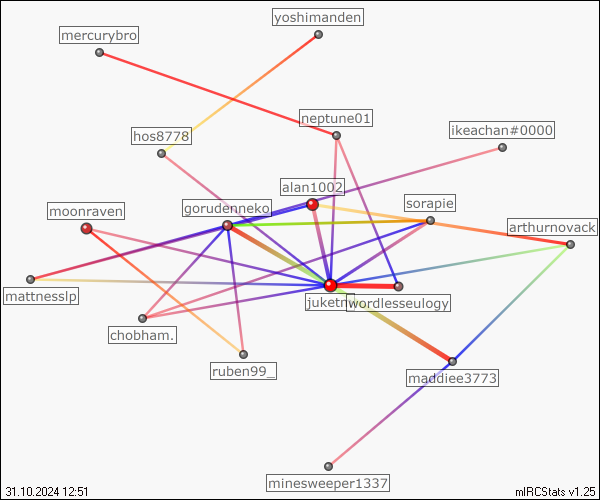 yoshimanden
mercurybro
neptune01
ikeachan#0000
hos8778
alan1002
sorapie
gorudenneko
moonraven
arthurnovack
mattnesslp
juketn
wordlesseulogy
chobham.
ruben99_
maddiee3773
minesweeper1337
31.10.2024 12:51
mIRCStats v1.25